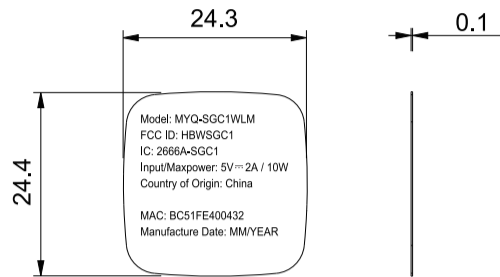 24.3
0.1
24.4
Model: MYQ-SGC1WLM
FCC ID: HBWSGC1
IC: 2666A-SGC1
Input/Maxpower: 5V⎓2A / 10W
Country of Origin: China
MAC: BC51FE400432
Manufacture Date: MM/YEAR